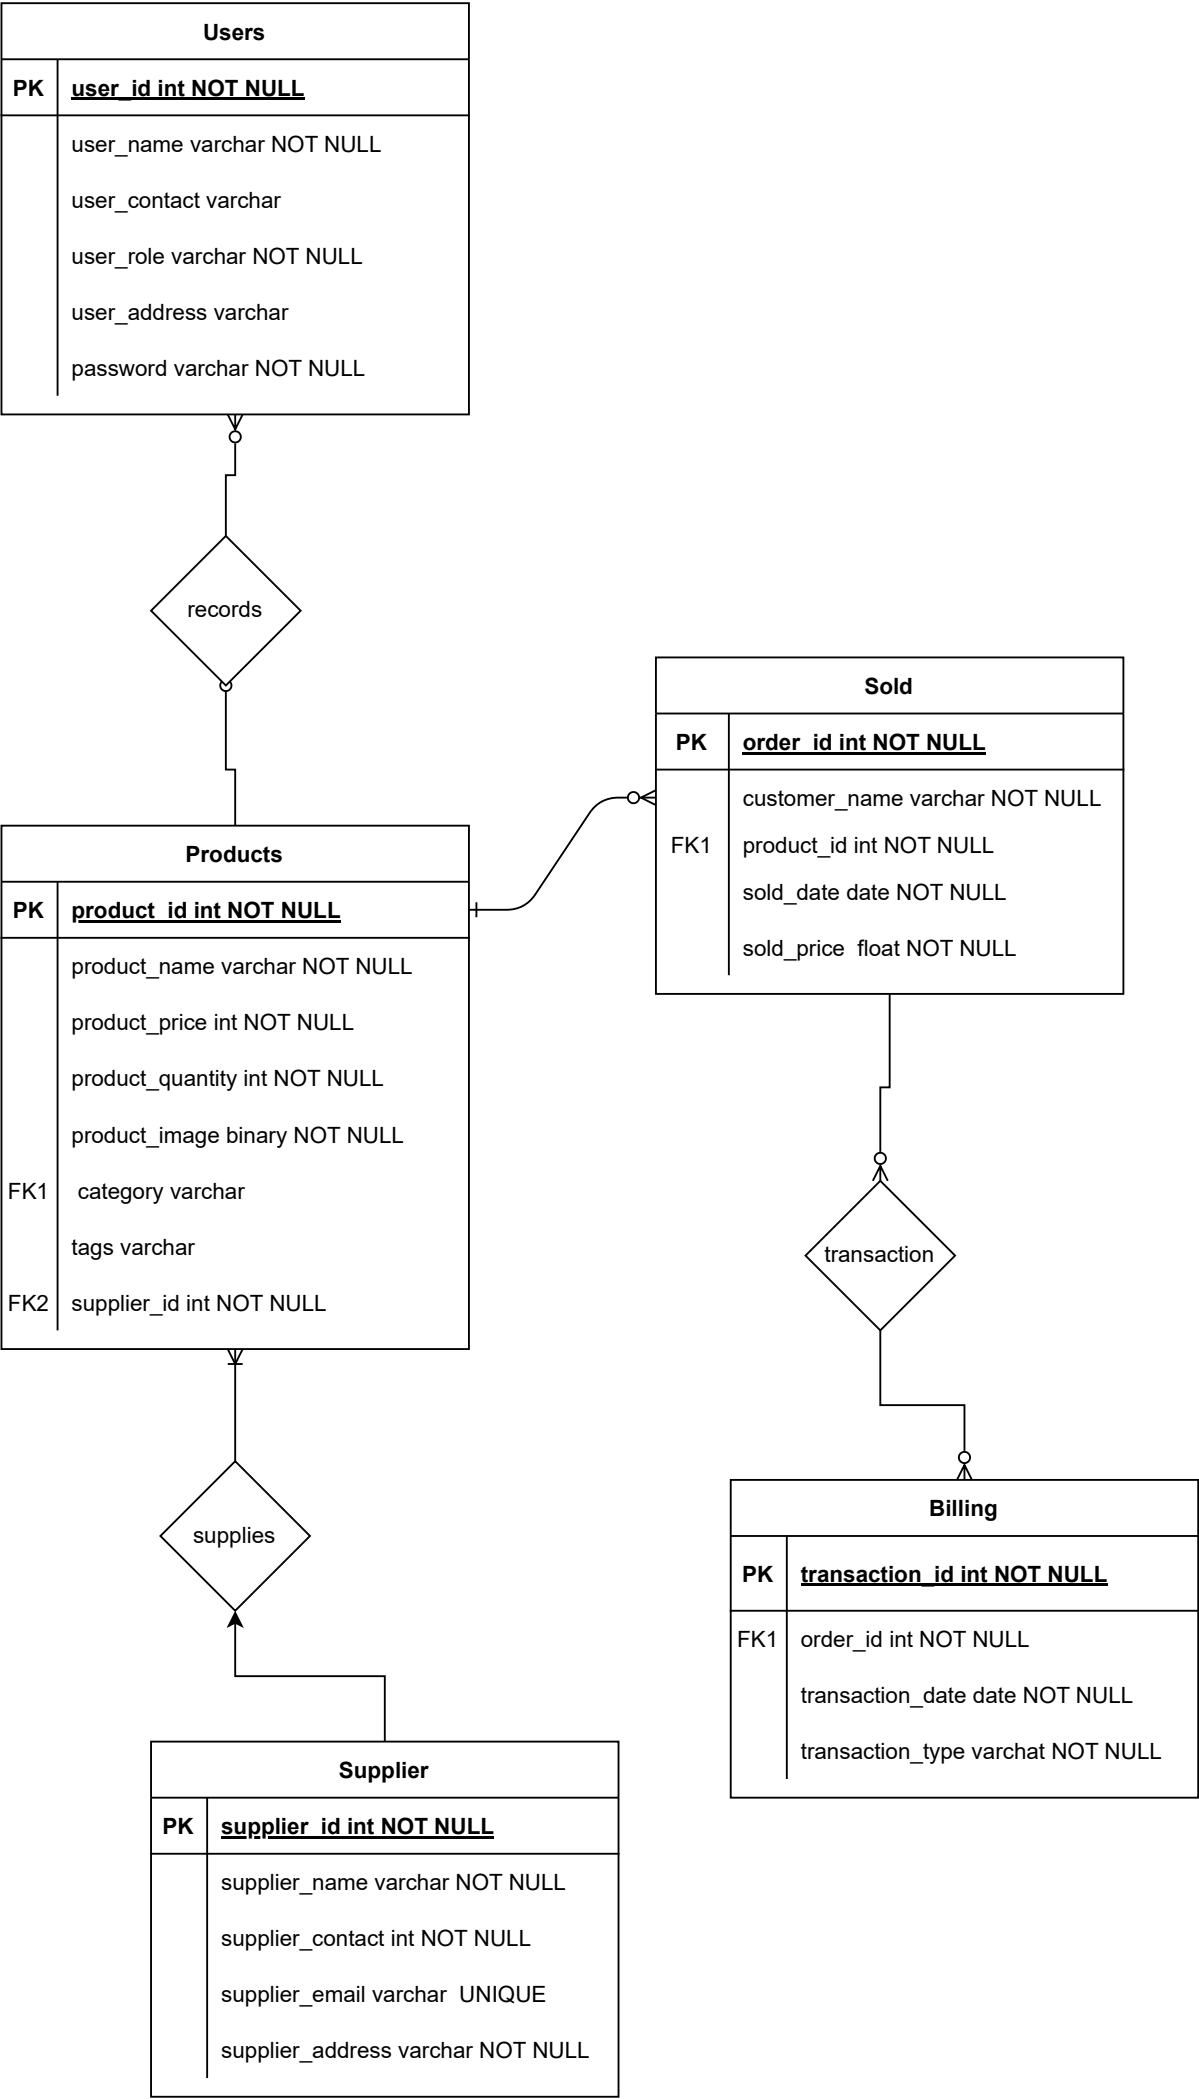 Users
PK user_id int NOT NULL
user_name varchar NOT NULL
user_contact varchar
user_role varchar NOT NULL
user_address varchar
password varchar NOT NULL
records
Sold
PK order_id int NOT NULL
customer_name varchar NOT NULL
FK1 product_id int NOT NULL
sold_date date NOT NULL
sold_price float NOT NULL
Products
PK product_id int NOT NULL
product_name varchar NOT NULL
product_price int NOT NULL
product_quantity int NOT NULL
product_image binary NOT NULL
FK1 category varchar
tags varchar
FK2 supplier_id int NOT NULL
transaction
supplies
Billing
PK transaction_id int NOT NULL
FK1 order_id int NOT NULL
transaction_date date NOT NULL
transaction_type varchat NOT NULL
Supplier
PK supplier_id int NOT NULL
supplier_name varchar NOT NULL
supplier_contact int NOT NULL
supplier_email varchar UNIQUE
supplier_address varchar NOT NULL